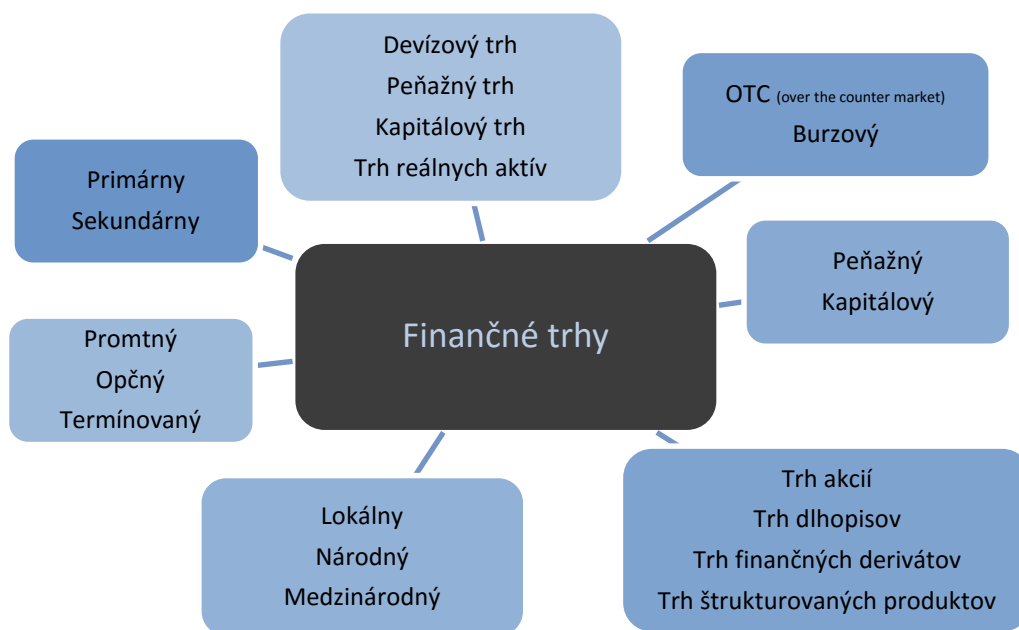 Devízový trh
Peňažný trh
Kapitálový trh
Trh reálnych aktív
OTC (over the counter market)
Burzový
Primárny
Sekundárny
Peňažný
Kapitálový
Finančné trhy
Promtný
Opčný
Termínovaný
Lokálny
Národný
Medzinárodný
Trh akcií
Trh dlhopisov
Trh finančných derivátov
Trh štrukturovaných produktov